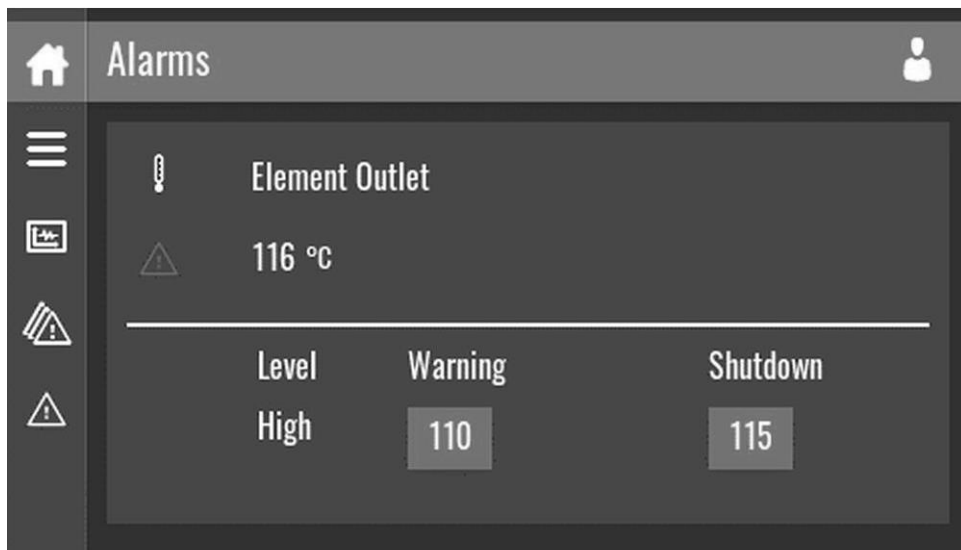 Alarms
Element Outlet
116 °C
Level Warning Shutdown
High 110 115